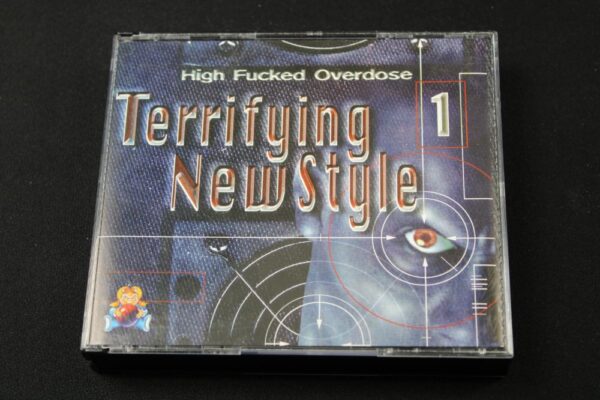 High Fucked Overdose
Terrifying
1
NewStyle